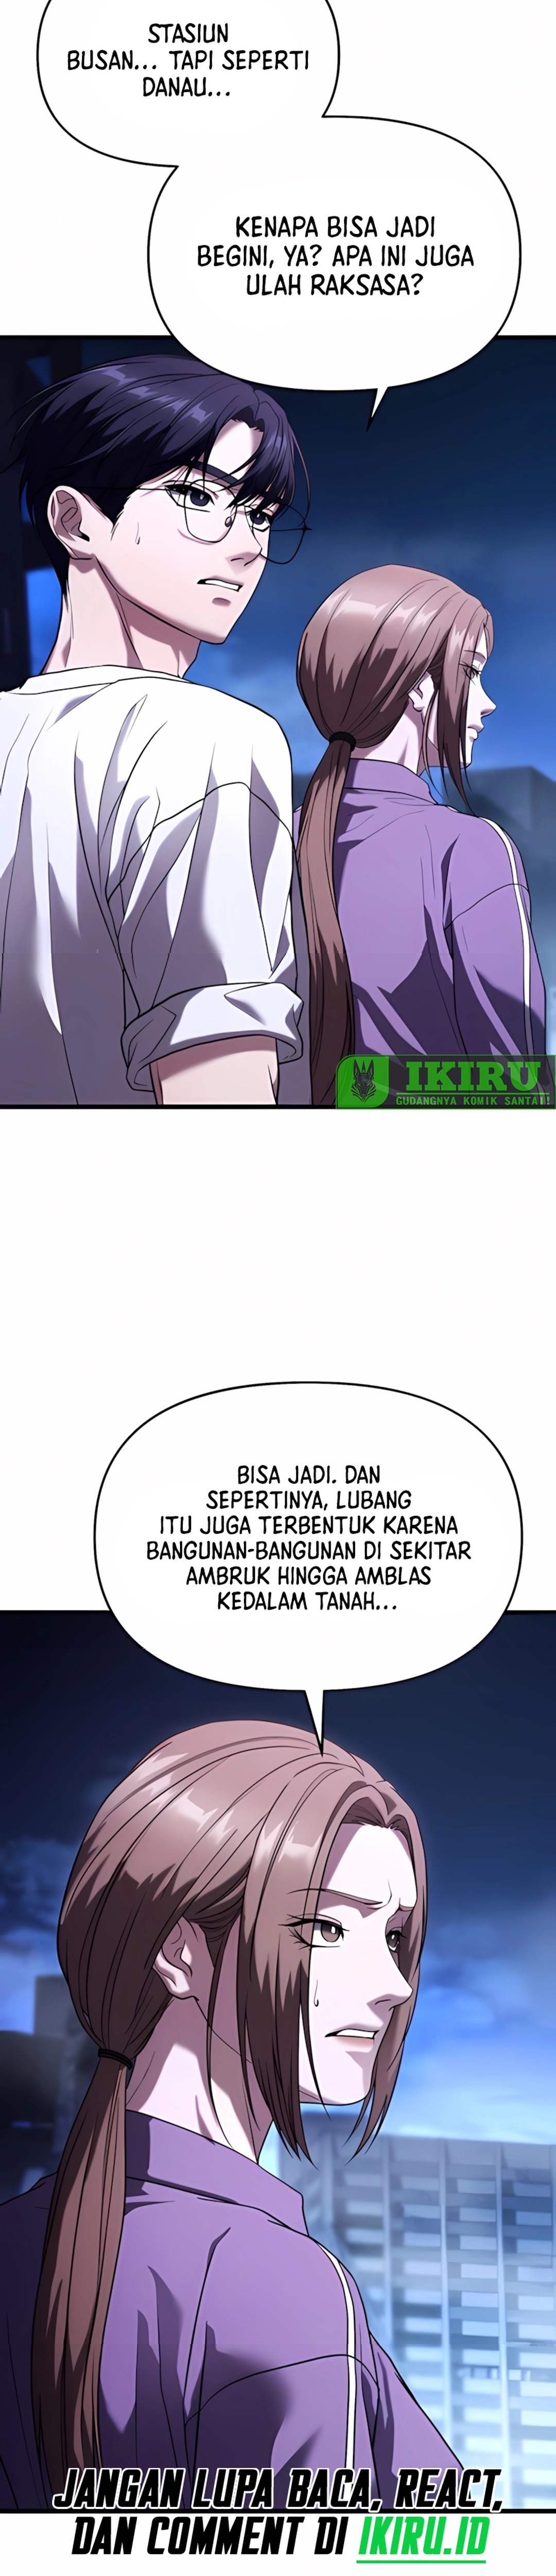 STASIUN
BUSAN... TAPI SEPERTI
DANAU...
KENAPA BISA JADI
BEGINI, YA? APA INI JUGA
ULAH RAKSASA?
IKIRU
GUDANGNYA KOMIK SANTAI!
BISA JADI. DAN
SEPERTINYA, LUBANG
ITU JUGA TERBENTUK KARENA
BANGUNAN-BANGUNAN DI SEKITAR
AMBRUK HINGGA AMBLAS
KEDALAM TANAH...
JANGAN LUPA BACA, REACT,
DAN COMMENT DI IKIRU.ID